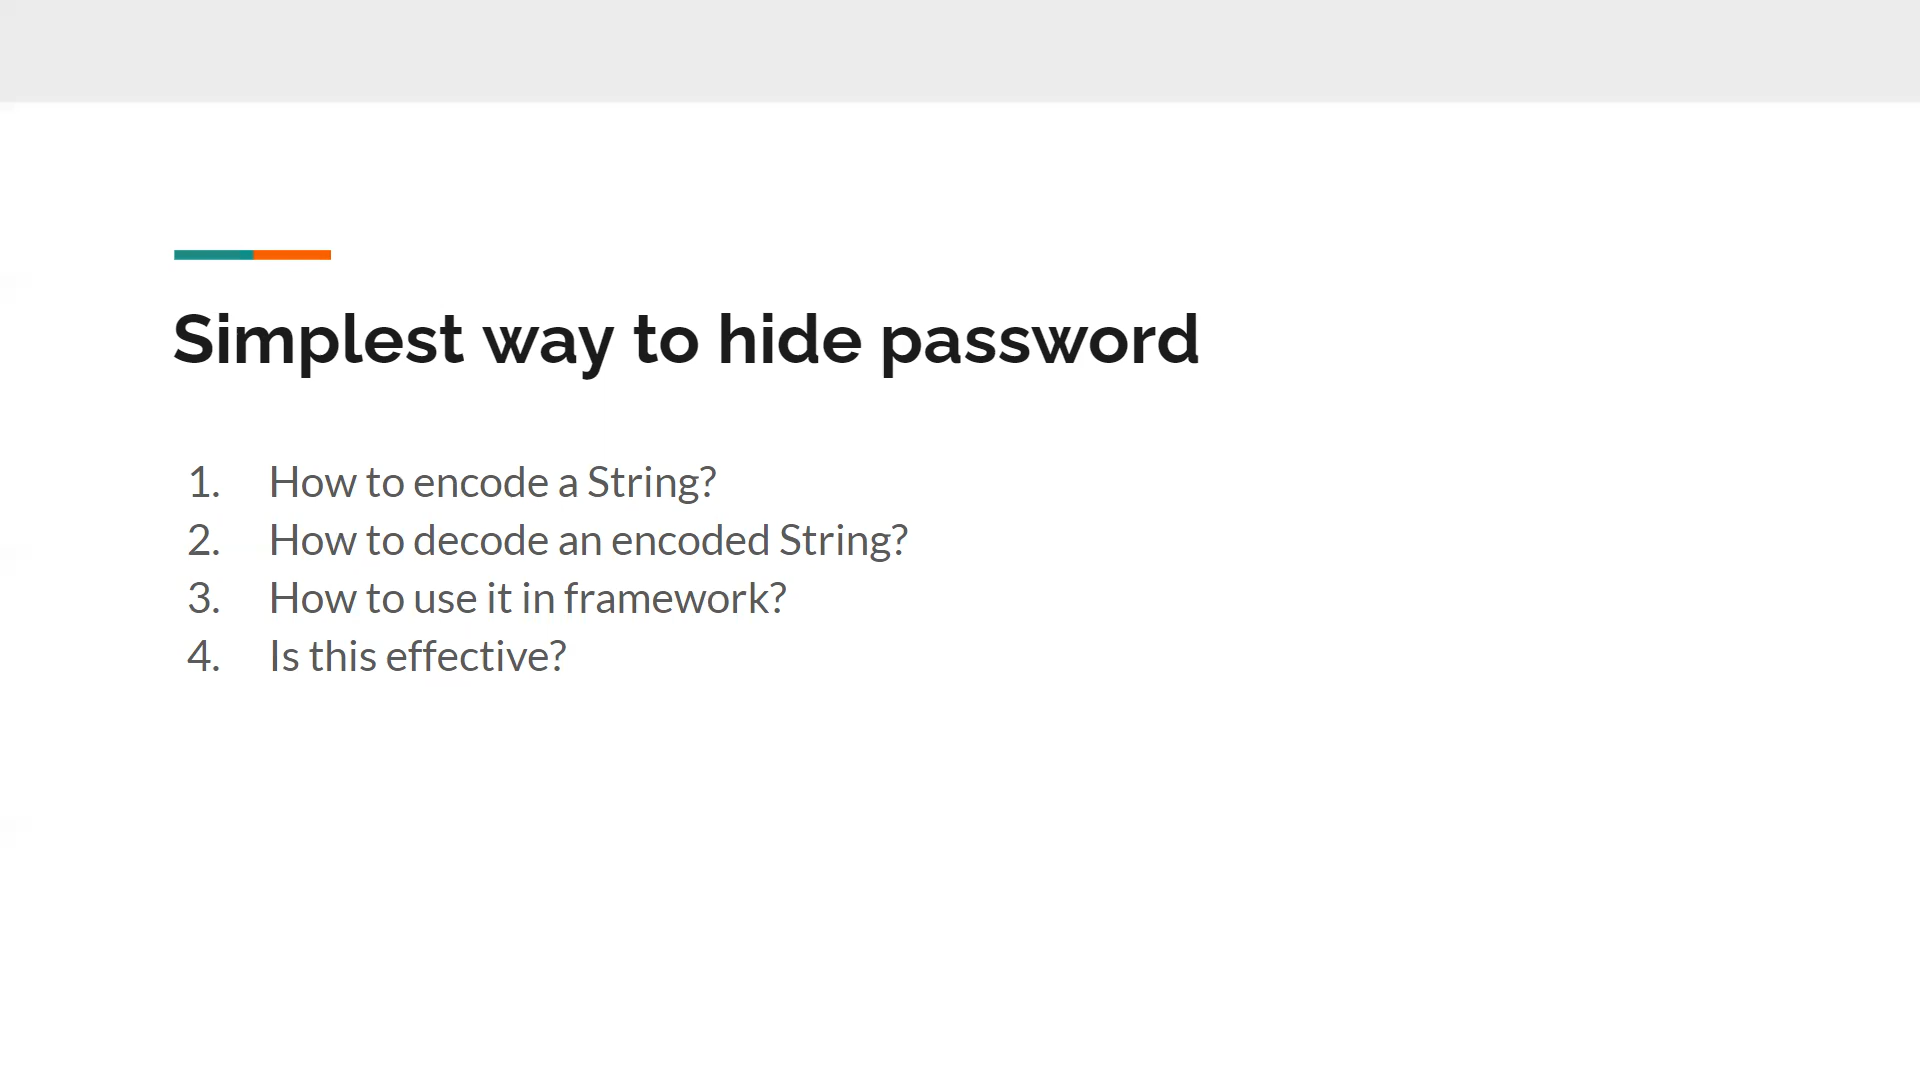 Simplest way to hide password
1. How to encode a String?
2. How to decode an encoded String?
3. How to use it in framework?
4. Is this effective?